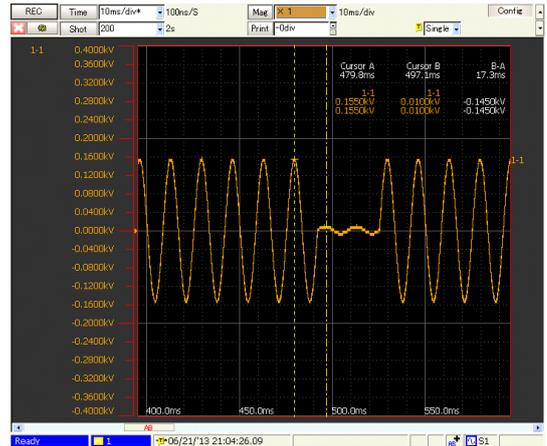 REC Time 10ms/div* 100ns/S Mag × 1 10ms/div Config
Shot 200 2s Print -0div T Single
1-1 0.4000kV
0.3600kV Cursor A Cursor B B-A
479.8ms 497.1ms 17.3ms
0.3200kV
1-1 1-1
0.2800kV 0.1550kV 0.0100kV -0.1450kV
0.1550kV 0.0100kV -0.1450kV
0.2400kV
0.2000kV
0.1600kV 1-1
0.1200kV
0.0800kV
0.0400kV
0.0000kV
-0.0400kV
-0.0800kV
-0.1200kV
-0.1600kV
-0.2000kV
-0.2400kV
-0.2800kV
-0.3200kV
-0.3600kV
-0.4000kV 400.0ms 450.0ms 500.0ms 550.0ms
AB
Ready 1 T 06/21/'13 21:04:26.09 AB S1